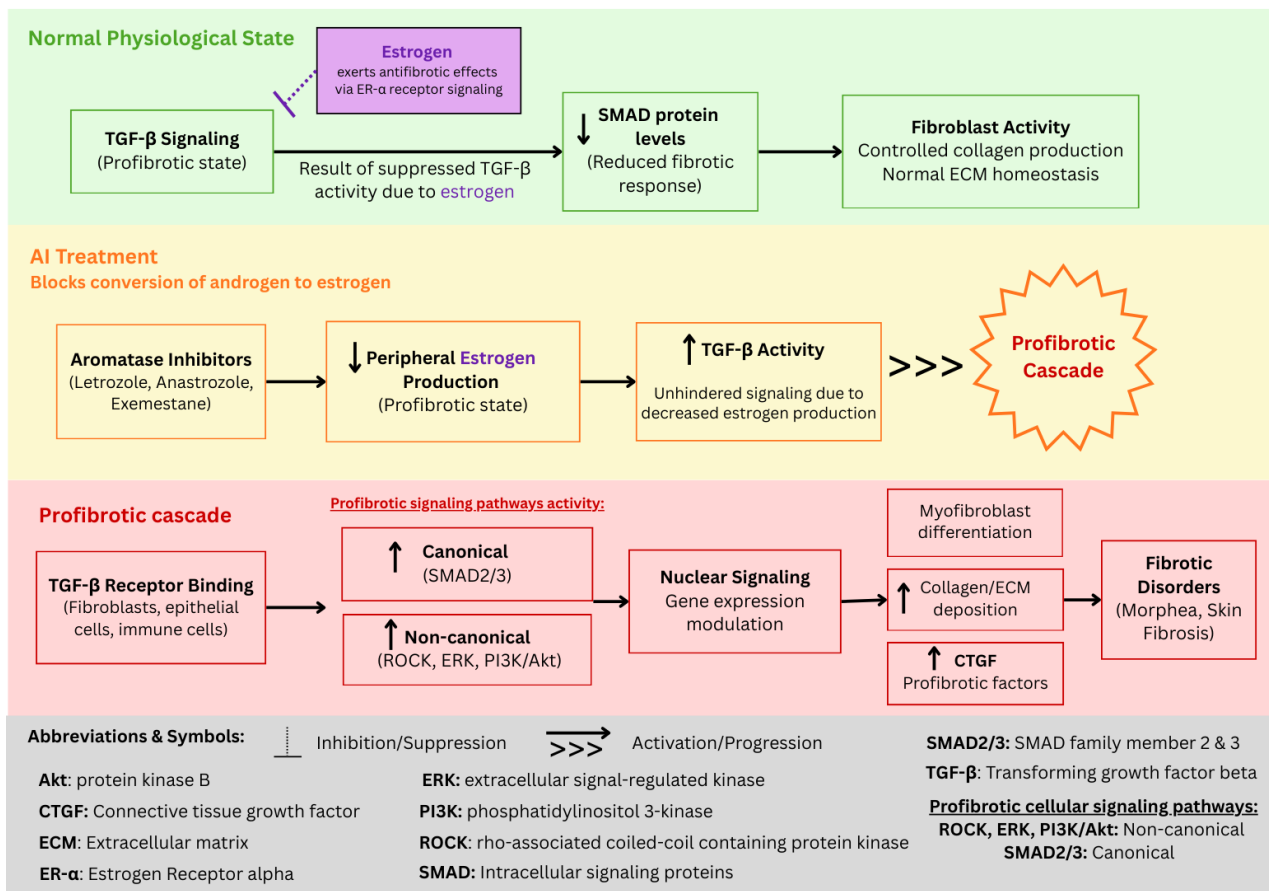 Normal Physiological State
Estrogen
exerts antifibrotic effects
via ER-α receptor signaling
TGF-β Signaling
(Profibrotic state)
Result of suppressed TGF-β
activity due to estrogen
↓ SMAD protein
levels
(Reduced fibrotic
response)
Fibroblast Activity
Controlled collagen production
Normal ECM homeostasis
AI Treatment
Blocks conversion of androgen to estrogen
Aromatase Inhibitors
(Letrozole, Anastrozole,
Exemestane)
↓ Peripheral Estrogen
Production
(Profibrotic state)
↑ TGF-β Activity
Unhindered signaling due to
decreased estrogen production
>>>
Profibrotic
Cascade
Profibrotic cascade
TGF-β Receptor Binding
(Fibroblasts, epithelial
cells, immune cells)
Profibrotic signaling pathways activity:
↑ Canonical
(SMAD2/3)
↑ Non-canonical
(ROCK, ERK, PI3K/Akt)
Nuclear Signaling
Gene expression
modulation
Myofibroblast
differentiation
↑ Collagen/ECM
deposition
↑ CTGF
Profibrotic factors
Fibrotic
Disorders
(Morphea, Skin
Fibrosis)
Abbreviations & Symbols:
Inhibition/Suppression
>>> Activation/Progression
Akt: protein kinase B
CTGF: Connective tissue growth factor
ECM: Extracellular matrix
ER-α: Estrogen Receptor alpha
ERK: extracellular signal-regulated kinase
PI3K: phosphatidylinositol 3-kinase
ROCK: rho-associated coiled-coil containing protein kinase
SMAD: Intracellular signaling proteins
SMAD2/3: SMAD family member 2 & 3
TGF-β: Transforming growth factor beta
Profibrotic cellular signaling pathways:
ROCK, ERK, PI3K/Akt: Non-canonical
SMAD2/3: Canonical